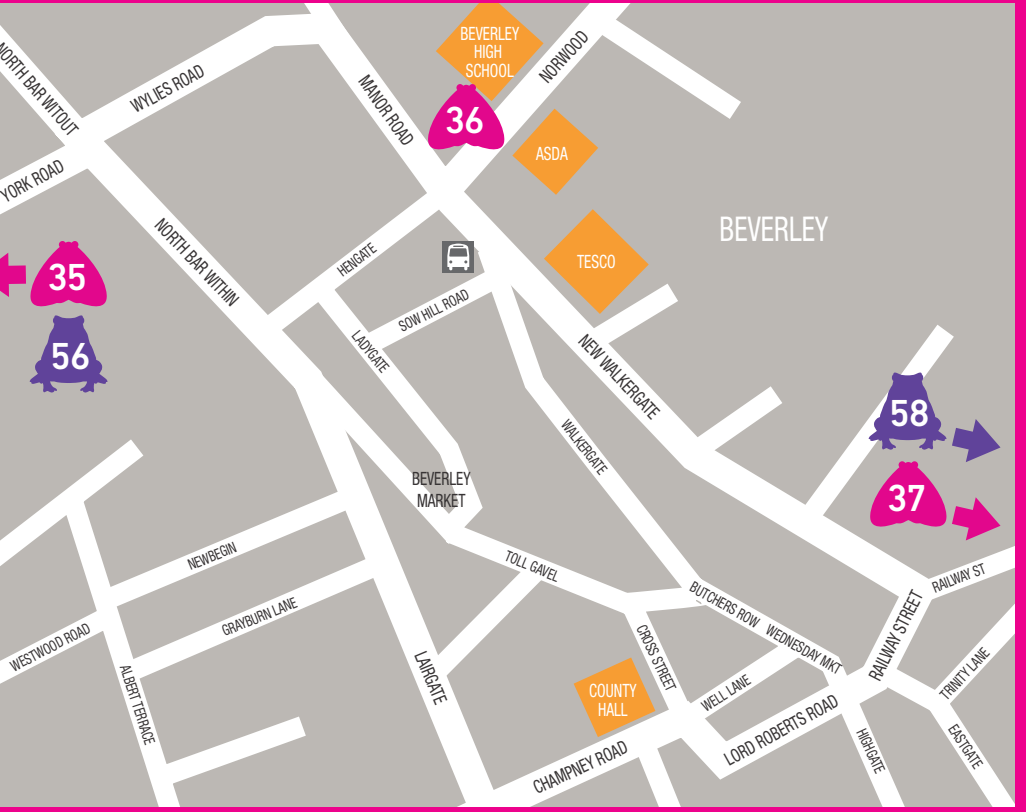 BEVERLEY
HIGH
SCHOOL
NORWOOD
NORTH BAR WITOUT
WYLIES ROAD
MANOR ROAD
36
ASDA
YORK ROAD
BEVERLEY
NORTH BAR WITHIN
HENGATE
TESCO
35
SOW HILL ROAD
56
LADYGATE
NEW WALKERGATE
58
WALKERGATE
BEVERLEY
MARKET
37
NEWBEGIN
TOLL GAVEL
RAILWAY ST
BUTCHERS ROW
WEDNESDAY MKT
RAILWAY STREET
GRAYBURN LANE
WESTWOOD ROAD
CROSS STREET
TRINITY LANE
ALBERT TERRACE
LAIRGATE
COUNTY
HALL
WELL LANE
LORD ROBERTS ROAD
CHAMPNEY ROAD
HIGHGATE
EASTGATE